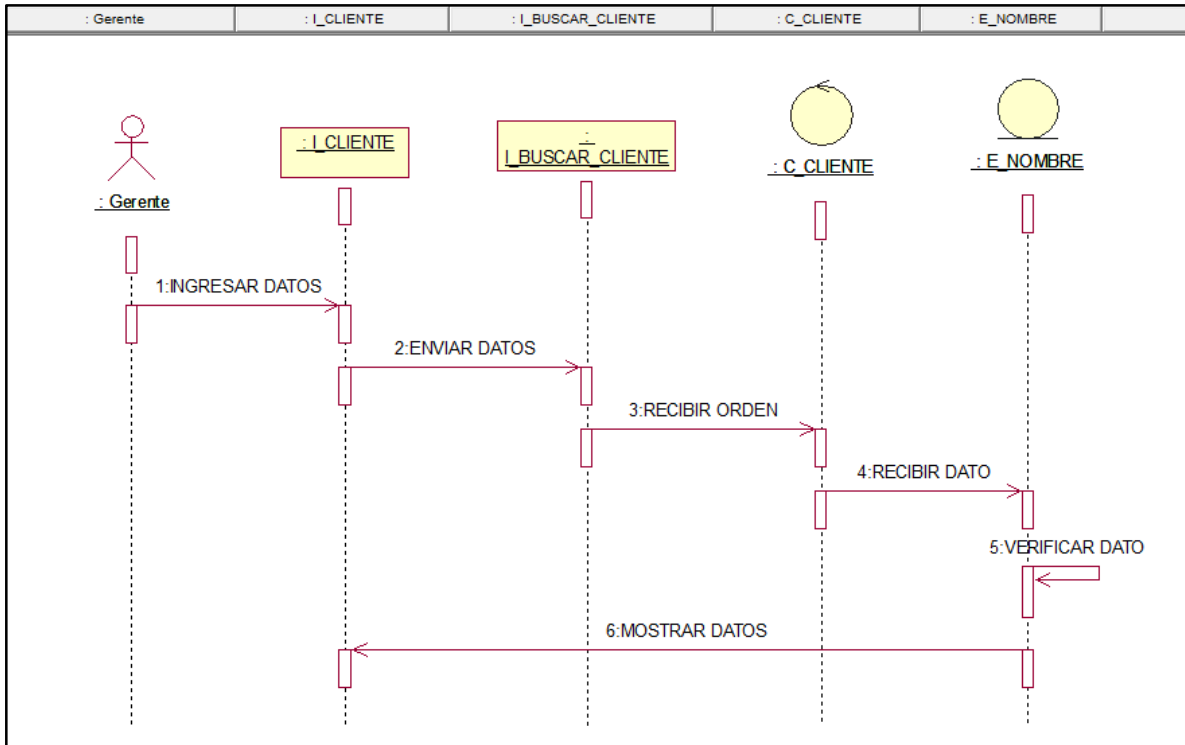 : Gerente
: I_CLIENTE
: I_BUSCAR_CLIENTE
: C_CLIENTE
: E_NOMBRE
: Gerente
: I_CLIENTE
:
I_BUSCAR_CLIENTE
: C_CLIENTE
: E_NOMBRE
1:INGRESAR DATOS
2:ENVIAR DATOS
3:RECIBIR ORDEN
4:RECIBIR DATO
5:VERIFICAR DATO
6:MOSTRAR DATOS